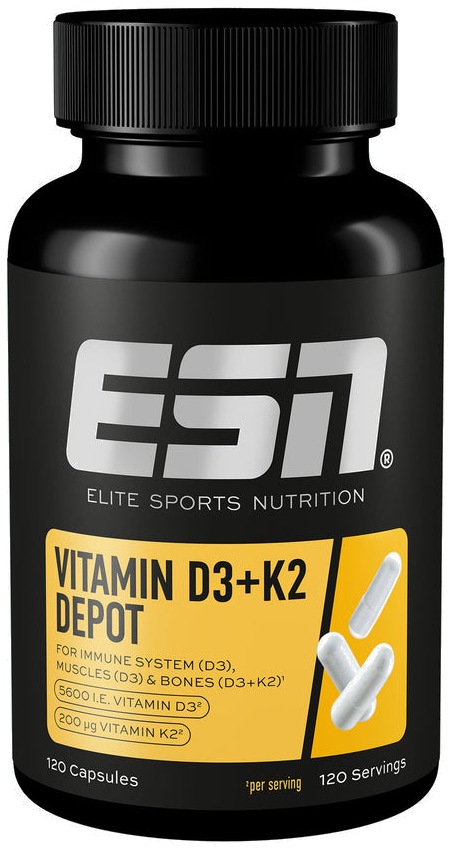 ESN®
ELITE SPORTS NUTRITION
VITAMIN D3+K2
DEPOT
FOR IMMUNE SYSTEM (D3),
MUSCLES (D3) & BONES (D3+K2)¹
5600 I.E. VITAMIN D3²
200 µg VITAMIN K2²
120 Capsules
²per serving
120 Servings